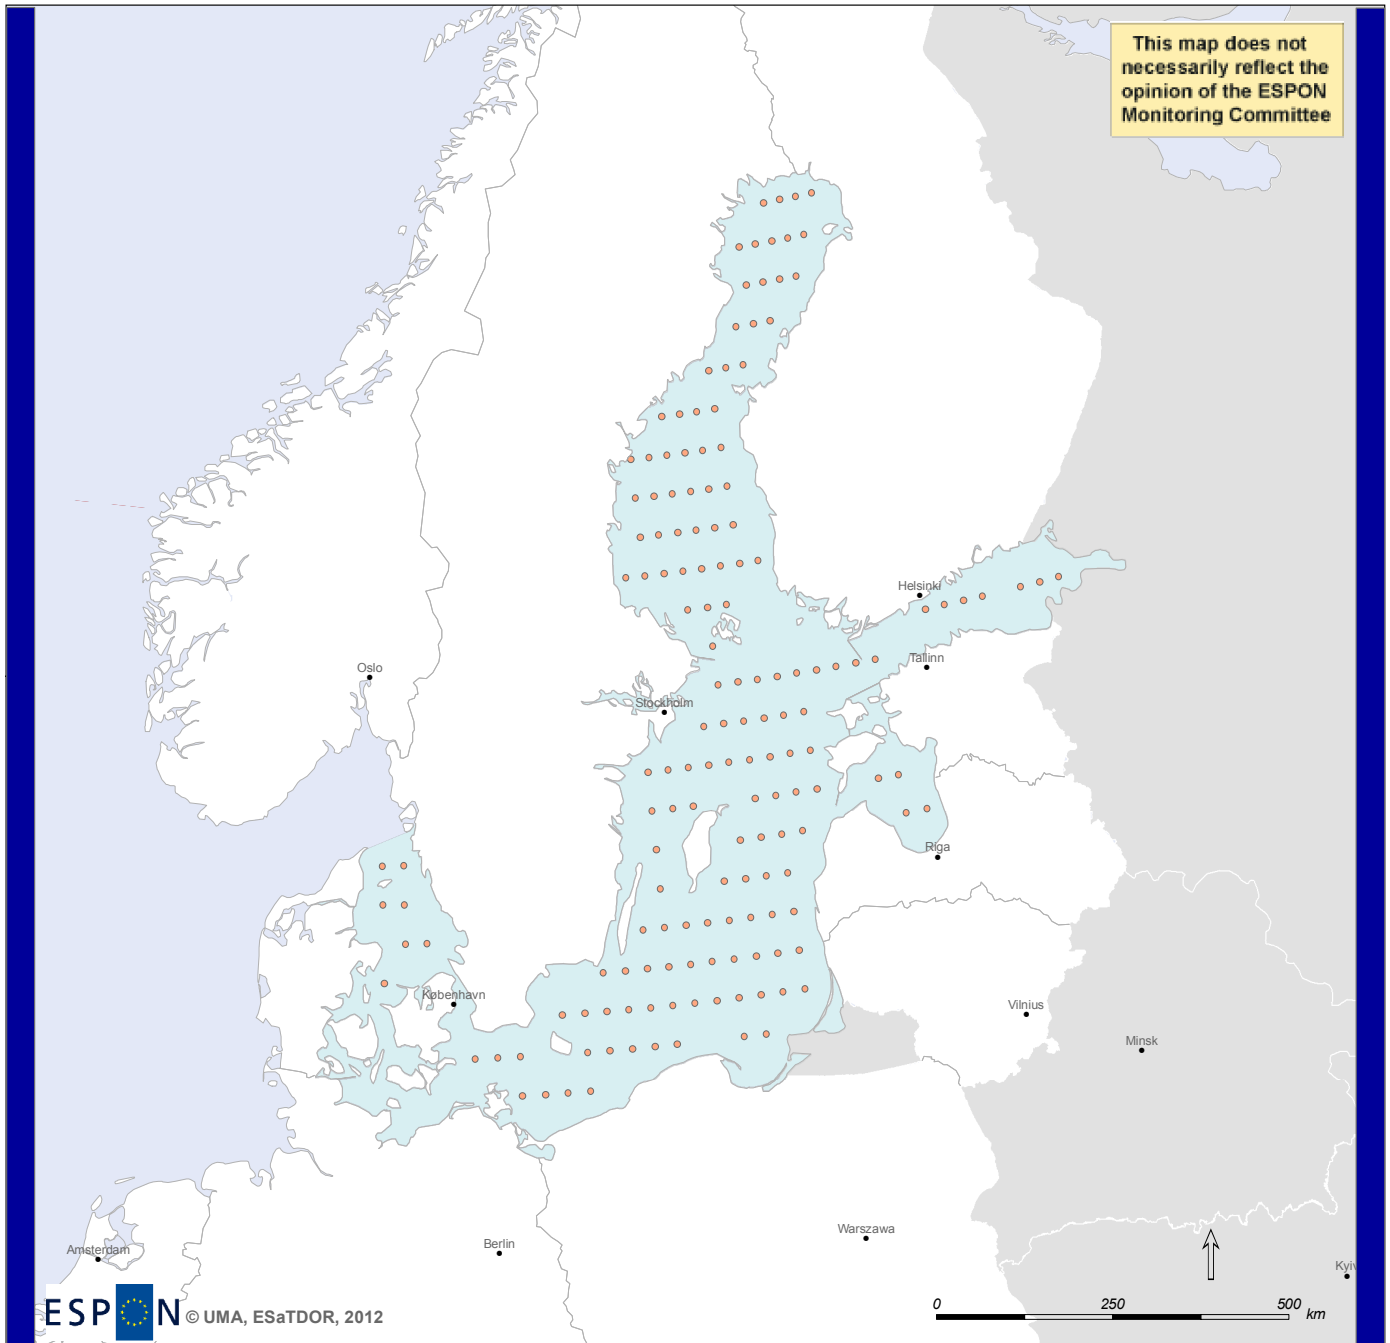 This map does not
necessarily reflect the
opinion of the ESPON
Monitoring Committee
Helsinki
Tallinn
Oslo
Stockholm
Riga
København
Vilnius
Minsk
Warszawa
Berlin
Amsterdam
Kyiv
ESPON © UMA, ESaTDOR, 2012
0 250 500 km